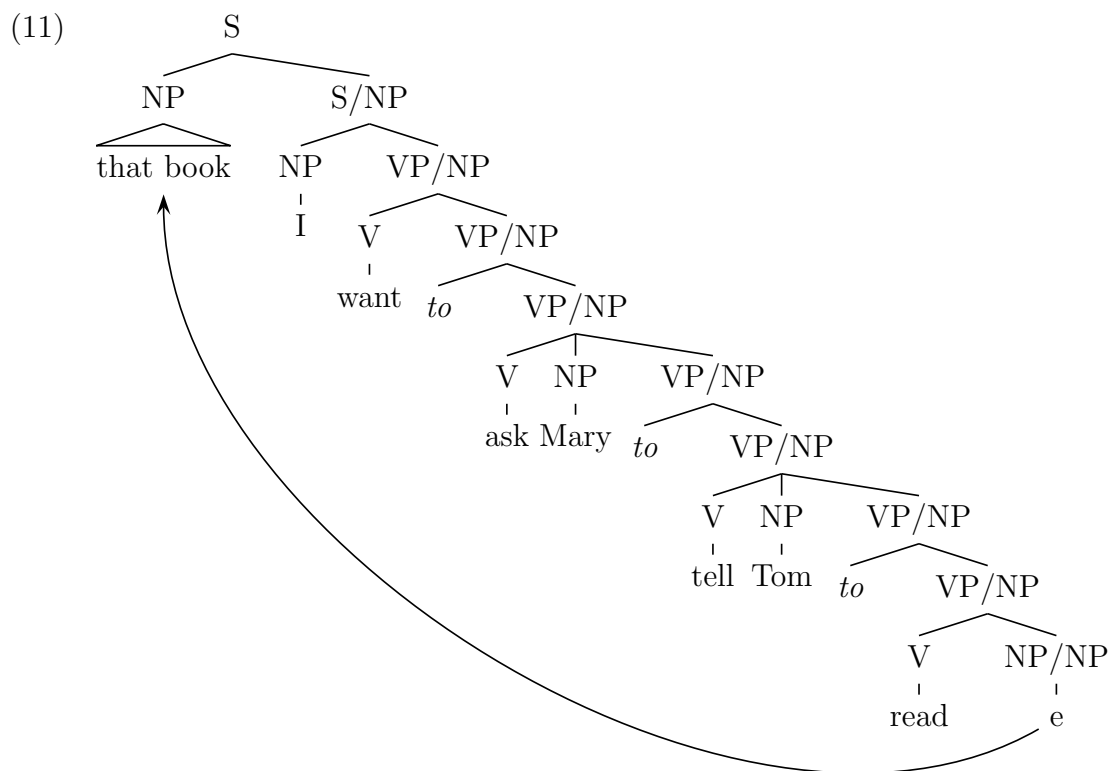 (11) S
NP S/NP
that book NP VP/NP
I V VP/NP
want to VP/NP
V NP VP/NP
ask Mary to VP/NP
V NP VP/NP
tell Tom to VP/NP
V NP/NP
read e